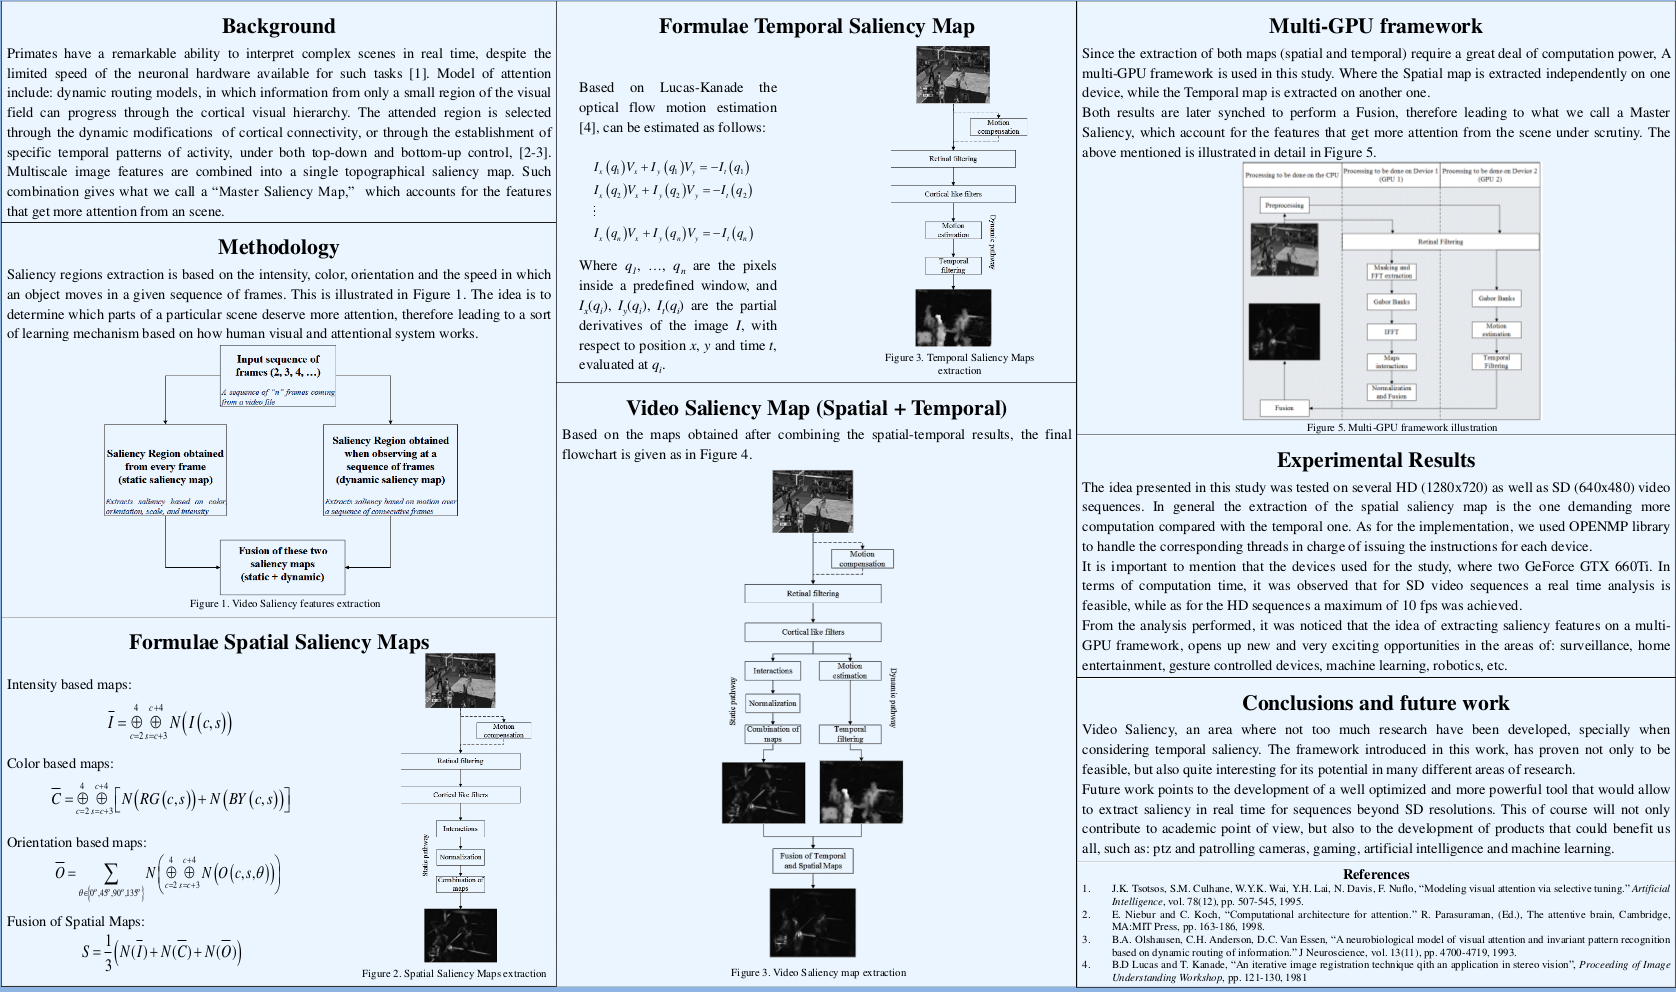 Background
Primates have a remarkable ability to interpret complex scenes in real time, despite the
limited speed of the neuronal hardware available for such tasks [1]. Model of attention
include: dynamic routing models, in which information from only a small region of the visual
field can progress through the cortical visual hierarchy. The attended region is selected
through the dynamic modifications of cortical connectivity, or through the establishment of
specific temporal patterns of activity, under both top-down and bottom-up control, [2-3].
Multiscale image features are combined into a single topographical saliency map. Such
combination gives what we call a “Master Saliency Map,” which accounts for the features
that get more attention from an scene.
Methodology
Saliency regions extraction is based on the intensity, color, orientation and the speed in which
an object moves in a given sequence of frames. This is illustrated in Figure 1. The idea is to
determine which parts of a particular scene deserve more attention, therefore leading to a sort
of learning mechanism based on how human visual and attentional system works.
Input sequence of
frames (2, 3, 4, …)
A sequence of "n" frames coming
from a video file
Saliency Region obtained
from every frame
(static saliency map)
Extracts saliency based on color
orientation, scale, and intensity
Saliency Region obtained
when observing at a
sequence of frames
(dynamic saliency map)
Extracts saliency based on motion over
a sequence of consecutive frames
Fusion of these two
saliency maps
(static + dynamic)
Figure 1. Video Saliency features extraction
Formulae Spatial Saliency Maps
Intensity based maps:
Ī = ⊕_{c=2}^{4} ⊕_{s=c+3}^{c+4} N(I(c,s))
Color based maps:
C̄ = ⊕_{c=2}^{4} ⊕_{s=c+3}^{c+4} [N(RG(c,s)) + N(BY(c,s))]
Orientation based maps:
Ō = ∑_{θ∈{0°,45°,90°,135°}} N(⊕_{c=2}^{4} ⊕_{s=c+3}^{c+4} N(O(c,s,θ)))
Fusion of Spatial Maps:
S = 1/3 (N(Ī) + N(C̄) + N(Ō))
Motion
compensation
Retinal filtering
Cortical like filters
Interactions
Normalization
Combination of
maps
Static pathway
Figure 2. Spatial Saliency Maps extraction
Formulae Temporal Saliency Map
Based on Lucas-Kanade the
optical flow motion estimation
[4], can be estimated as follows:
I_x(q_1)V_x + I_y(q_1)V_y = −I_t(q_1)
I_x(q_2)V_x + I_y(q_2)V_y = −I_t(q_2)
⋮
I_x(q_n)V_x + I_y(q_n)V_y = −I_t(q_n)
Where q_1, …, q_n are the pixels
inside a predefined window, and
I_x(q_i), I_y(q_i), I_t(q_i) are the partial
derivatives of the image I, with
respect to position x, y and time t,
evaluated at q_i.
Motion
compensation
Retinal filtering
Cortical like filters
Motion
estimation
Temporal
filtering
Dynamic pathway
Figure 3. Temporal Saliency Maps
extraction
Video Saliency Map (Spatial + Temporal)
Based on the maps obtained after combining the spatial-temporal results, the final
flowchart is given as in Figure 4.
Motion
compensation
Retinal filtering
Cortical like filters
Interactions
Normalization
Combination of
maps
Static pathway
Motion
estimation
Temporal
filtering
Dynamic pathway
Fusion of Temporal
and Spatial Maps
Figure 3. Video Saliency map extraction
Multi-GPU framework
Since the extraction of both maps (spatial and temporal) require a great deal of computation power, A
multi-GPU framework is used in this study. Where the Spatial map is extracted independently on one
device, while the Temporal map is extracted on another one.
Both results are later synched to perform a Fusion, therefore leading to what we call a Master
Saliency, which account for the features that get more attention from the scene under scrutiny. The
above mentioned is illustrated in detail in Figure 5.
Processing to be done on the CPU
Processing to be done on Device 1
(GPU 1)
Processing to be done on Device 2
(GPU 2)
Preprocessing
Retinal Filtering
Masking and
FFT extraction
Gabor Banks
IFFT
Maps
interactions
Normalization
and Fusion
Gabor Banks
Motion
estimation
Temporal
Filtering
Fusion
Figure 5. Multi-GPU framework illustration
Experimental Results
The idea presented in this study was tested on several HD (1280x720) as well as SD (640x480) video
sequences. In general the extraction of the spatial saliency map is the one demanding more
computation compared with the temporal one. As for the implementation, we used OPENMP library
to handle the corresponding threads in charge of issuing the instructions for each device.
It is important to mention that the devices used for the study, where two GeForce GTX 660Ti. In
terms of computation time, it was observed that for SD video sequences a real time analysis is
feasible, while as for the HD sequences a maximum of 10 fps was achieved.
From the analysis performed, it was noticed that the idea of extracting saliency features on a multi-
GPU framework, opens up new and very exciting opportunities in the areas of: surveillance, home
entertainment, gesture controlled devices, machine learning, robotics, etc.
Conclusions and future work
Video Saliency, an area where not too much research have been developed, specially when
considering temporal saliency. The framework introduced in this work, has proven not only to be
feasible, but also quite interesting for its potential in many different areas of research.
Future work points to the development of a well optimized and more powerful tool that would allow
to extract saliency in real time for sequences beyond SD resolutions. This of course will not only
contribute to academic point of view, but also to the development of products that could benefit us
all, such as: ptz and patrolling cameras, gaming, artificial intelligence and machine learning.
References
1. J.K. Tsotsos, S.M. Culhane, W.Y.K. Wai, Y.H. Lai, N. Davis, F. Nuflo, “Modeling visual attention via selective tuning.” Artificial
Intelligence, vol. 78(12), pp. 507-545, 1995.
2. E. Niebur and C. Koch, “Computational architecture for attention.” R. Parasuraman, (Ed.), The attentive brain, Cambridge,
MA:MIT Press, pp. 163-186, 1998.
3. B.A. Olshausen, C.H. Anderson, D.C. Van Essen, “A neurobiological model of visual attention and invariant pattern recognition
based on dynamic routing of information.” J Neuroscience, vol. 13(11), pp. 4700-4719, 1993.
4. B.D Lucas and T. Kanade, “An iterative image registration technique qith an application in stereo vision”, Proceeding of Image
Understanding Workshop, pp. 121-130, 1981